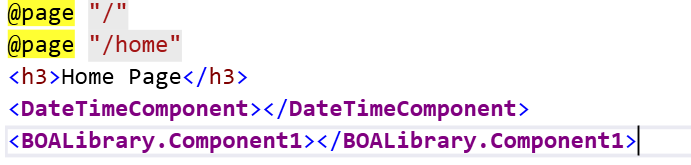 @page "/"
@page "/home"
<h3>Home Page</h3>
<DateTimeComponent></DateTimeComponent>
<BOALibrary.Component1></BOALibrary.Component1>